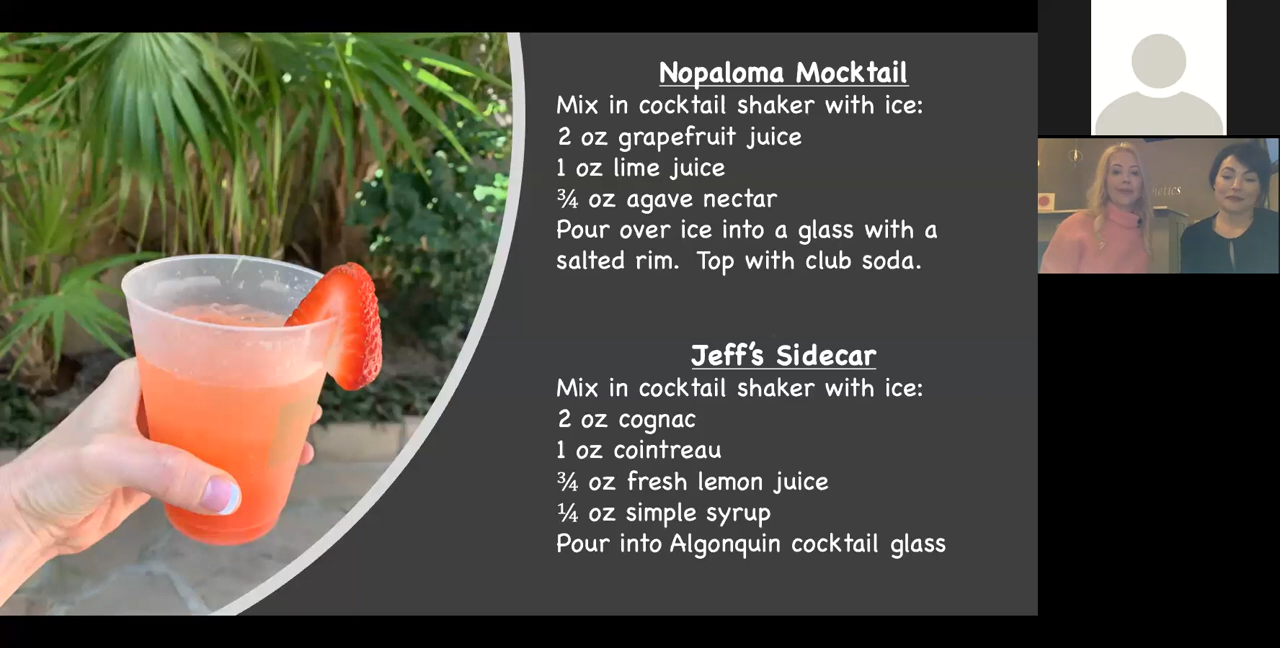 Nopaloma Mocktail
Mix in cocktail shaker with ice:
2 oz grapefruit juice
1 oz lime juice
¾ oz agave nectar
Pour over ice into a glass with a
salted rim.  Top with club soda.
Jeff's Sidecar
Mix in cocktail shaker with ice:
2 oz cognac
1 oz cointreau
¾ oz fresh lemon juice
¼ oz simple syrup
Pour into Algonquin cocktail glass